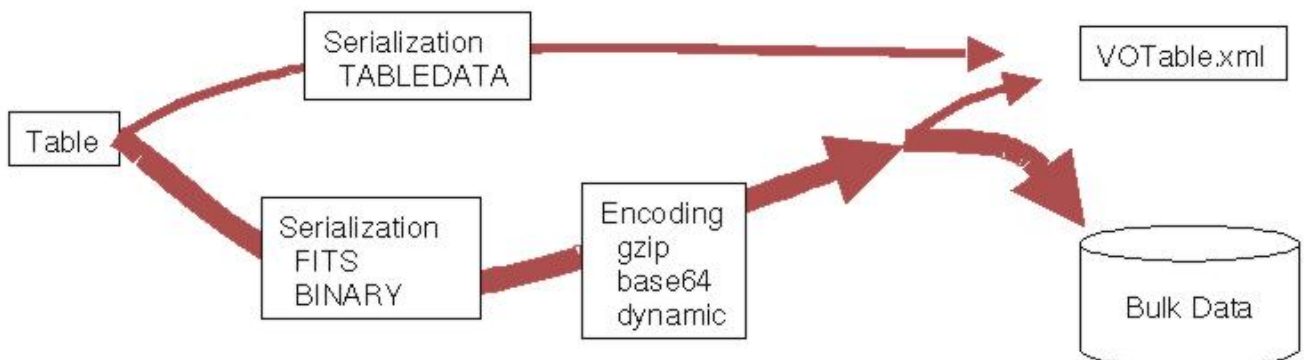 Table
Serialization
TABLEDATA
Serialization
FITS
BINARY
Encoding
gzip
base64
dynamic
VOTable.xml
Bulk Data